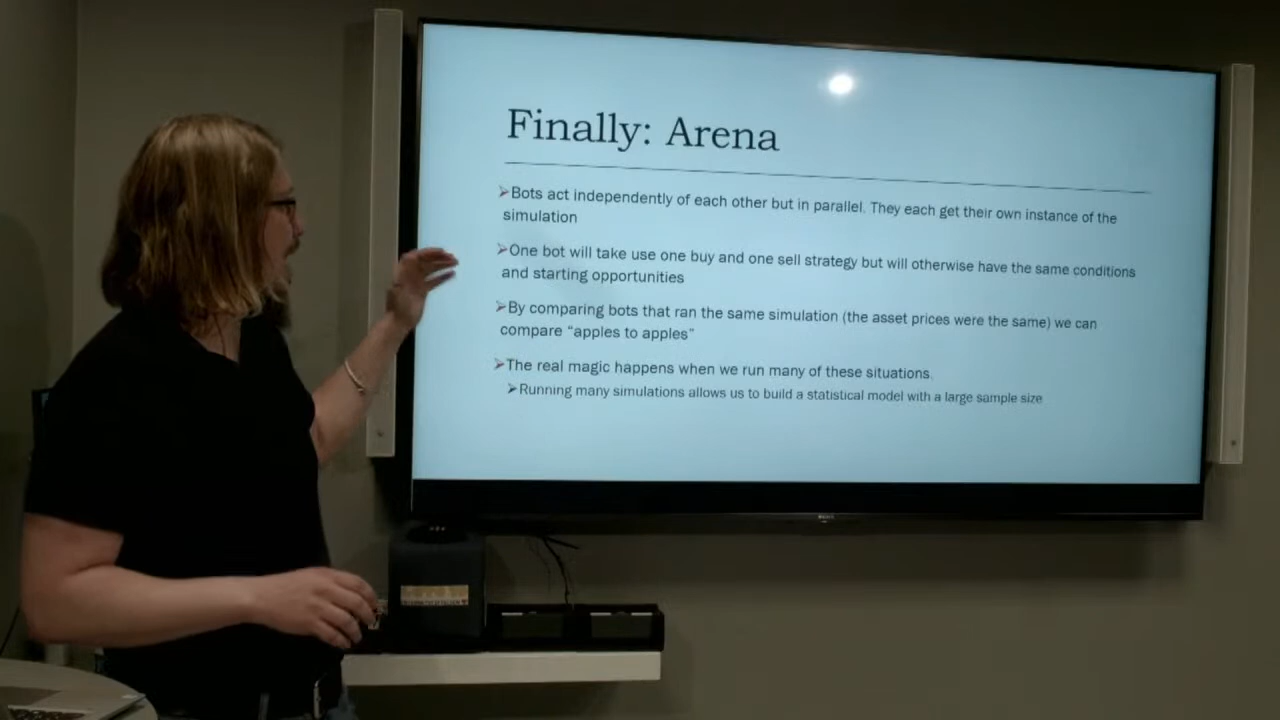 Finally: Arena
➢Bots act independently of each other but in parallel. They each get their own instance of the
simulation
➢One bot will take use one buy and one sell strategy but will otherwise have the same conditions
and starting opportunities
➢By comparing bots that ran the same simulation (the asset prices were the same) we can
compare “apples to apples”
➢The real magic happens when we run many of these situations.
➢Running many simulations allows us to build a statistical model with a large sample size